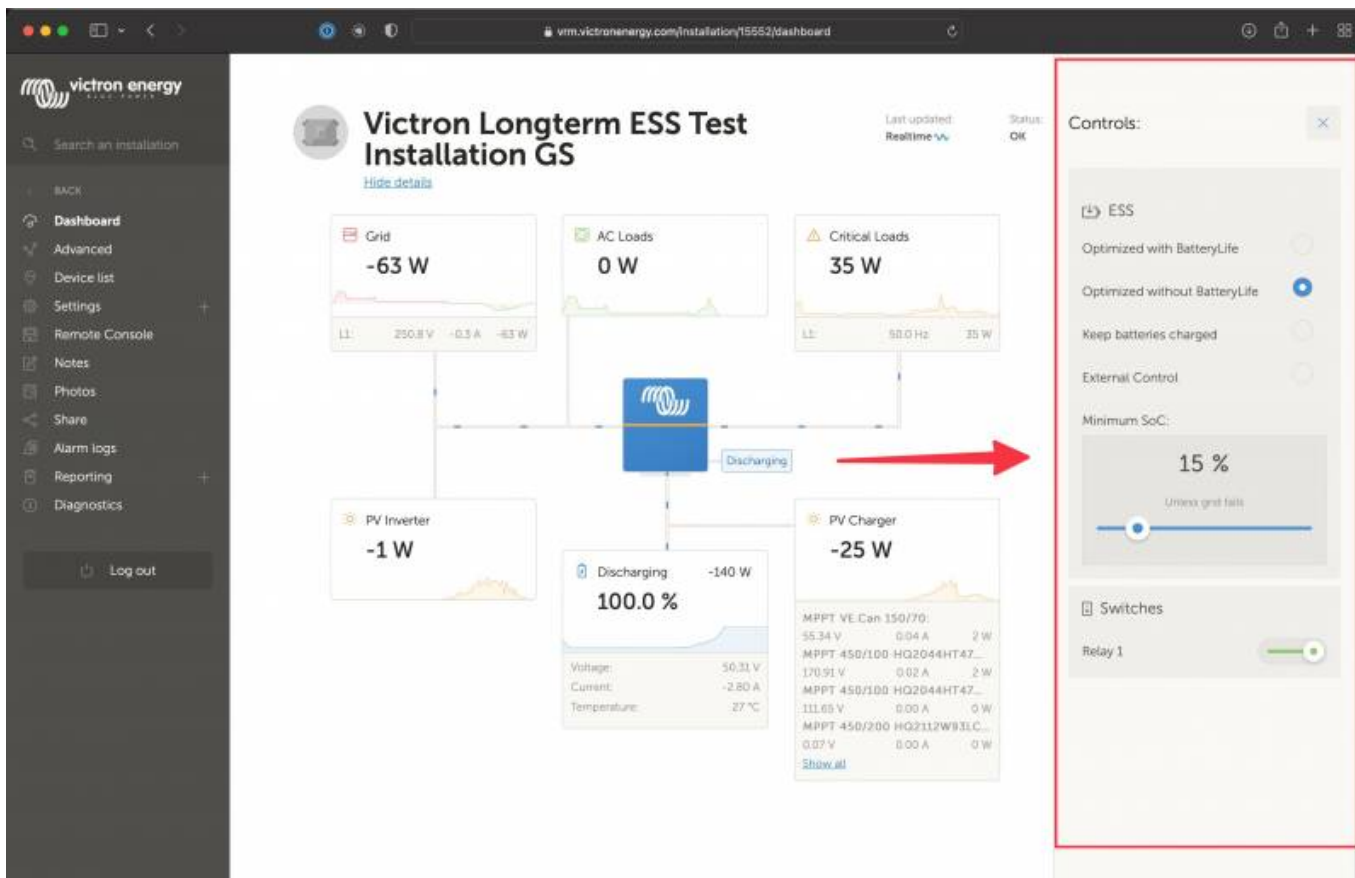 vrm.victronenergy.com/installation/15552/dashboard
victron energy
BLUE POWER
Search an installation
BACK
Dashboard
Advanced
Device list
Settings
Remote Console
Notes
Photos
Share
Alarm logs
Reporting
Diagnostics
Log out
Victron Longterm ESS Test
Installation GS
Hide details
Last updated:
Realtime
Status:
OK
Grid
-63 W
L1: 250.8 V -0.3 A -63 W
AC Loads
0 W
Critical Loads
35 W
L1: 50.0 Hz 35 W
Discharging
PV Inverter
-1 W
Discharging -140 W
100.0 %
Voltage: 50.31 V
Current: -2.80 A
Temperature: 27 °C
PV Charger
-25 W
MPPT VE.Can 150/70:
55.34 V 0.04 A 2 W
MPPT 450/100 HQ2044HT47...
170.91 V 0.02 A 2 W
MPPT 450/100 HQ2044HT47...
111.65 V 0.00 A 0 W
MPPT 450/200 HQ2112W93LC...
0.07 V 0.00 A 0 W
Show all
Controls:
ESS
Optimized with BatteryLife
Optimized without BatteryLife
Keep batteries charged
External Control
Minimum SoC:
15 %
Unless grid fails
Switches
Relay 1